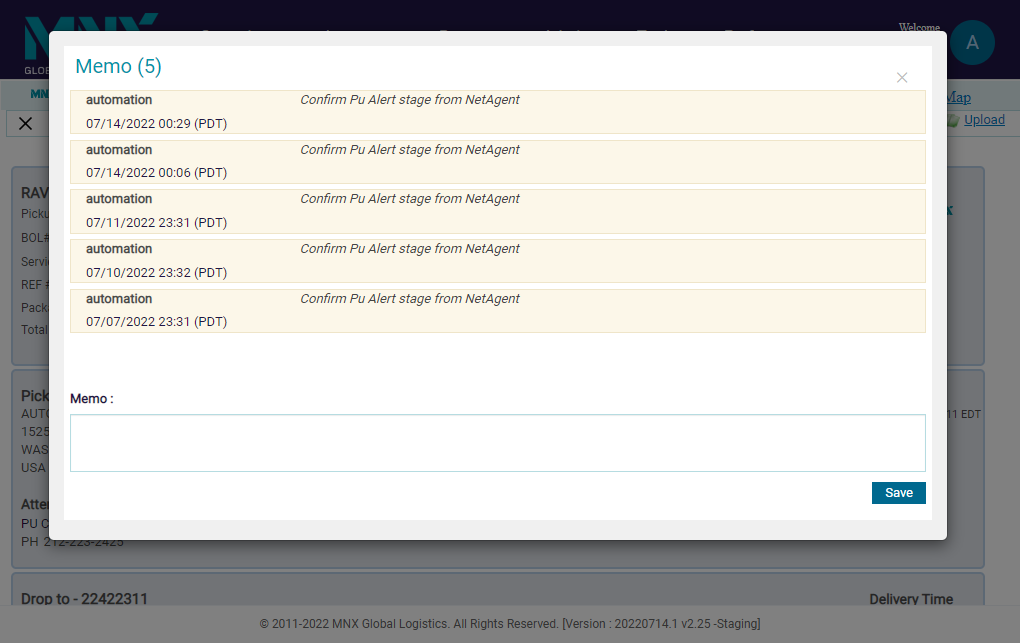 MNX
Welcome
A
GLOB
MN
Map
Upload
Memo (5)
automation Confirm Pu Alert stage from NetAgent
07/14/2022 00:29 (PDT)
automation Confirm Pu Alert stage from NetAgent
07/14/2022 00:06 (PDT)
automation Confirm Pu Alert stage from NetAgent
07/11/2022 23:31 (PDT)
automation Confirm Pu Alert stage from NetAgent
07/10/2022 23:32 (PDT)
automation Confirm Pu Alert stage from NetAgent
07/07/2022 23:31 (PDT)
Memo :
Save
RAV
Picku
BOL#
Servi
REF #
Pack
Total
Pick
AUTO
11 EDT
1525
WAS
USA
Atte
PU C
PH 212-223-2425
Drop to - 22422311 Delivery Time
© 2011-2022 MNX Global Logistics. All Rights Reserved. [Version : 20220714.1 v2.25 -Staging]